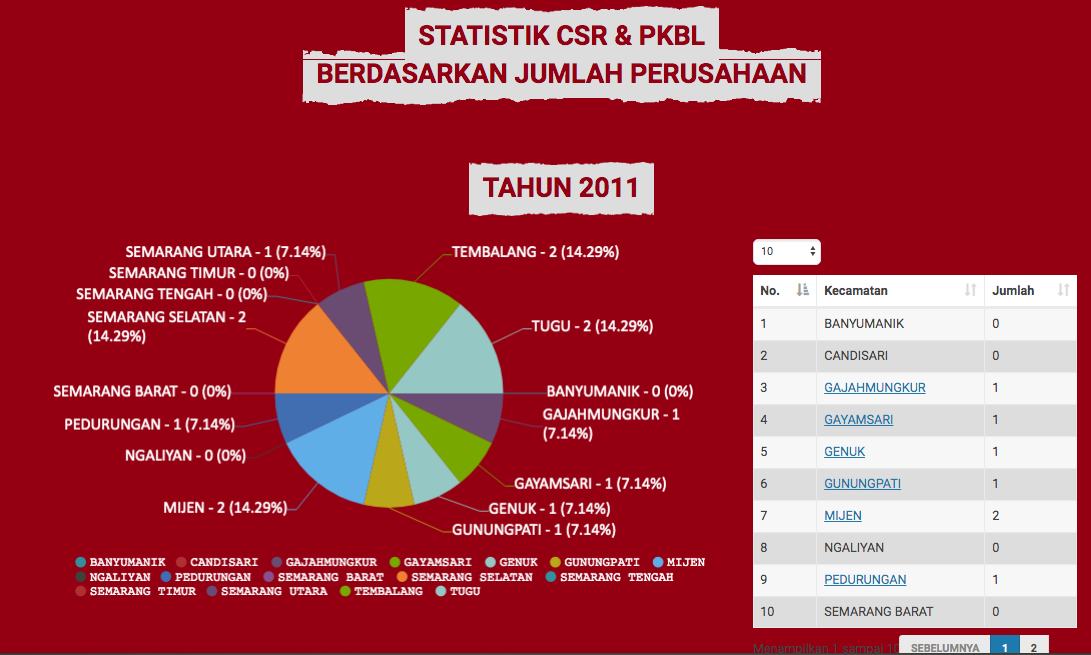 STATISTIK CSR & PKBL
BERDASARKAN JUMLAH PERUSAHAAN
TAHUN 2011
SEMARANG UTARA - 1 (7.14%)
SEMARANG TIMUR - 0 (0%)
SEMARANG TENGAH - 0 (0%)
SEMARANG SELATAN - 2
(14.29%)
SEMARANG BARAT - 0 (0%)
PEDURUNGAN - 1 (7.14%)
NGALIYAN - 0 (0%)
MIJEN - 2 (14.29%)
TEMBALANG - 2 (14.29%)
TUGU - 2 (14.29%)
BANYUMANIK - 0 (0%)
GAJAHMUNGKUR - 1
(7.14%)
GAYAMSARI - 1 (7.14%)
GENUK - 1 (7.14%)
GUNUNGPATI - 1 (7.14%)
BANYUMANIK CANDISARI GAJAHMUNGKUR GAYAMSARI GENUK GUNUNGPATI MIJEN
NGALIYAN PEDURUNGAN SEMARANG BARAT SEMARANG SELATAN SEMARANG TENGAH
SEMARANG TIMUR SEMARANG UTARA TEMBALANG TUGU
10
No. Kecamatan Jumlah
1 BANYUMANIK 0
2 CANDISARI 0
3 GAJAHMUNGKUR 1
4 GAYAMSARI 1
5 GENUK 1
6 GUNUNGPATI 1
7 MIJEN 2
8 NGALIYAN 0
9 PEDURUNGAN 1
10 SEMARANG BARAT 0
Menampilkan 1 sampai SEBELUMNYA 1 2